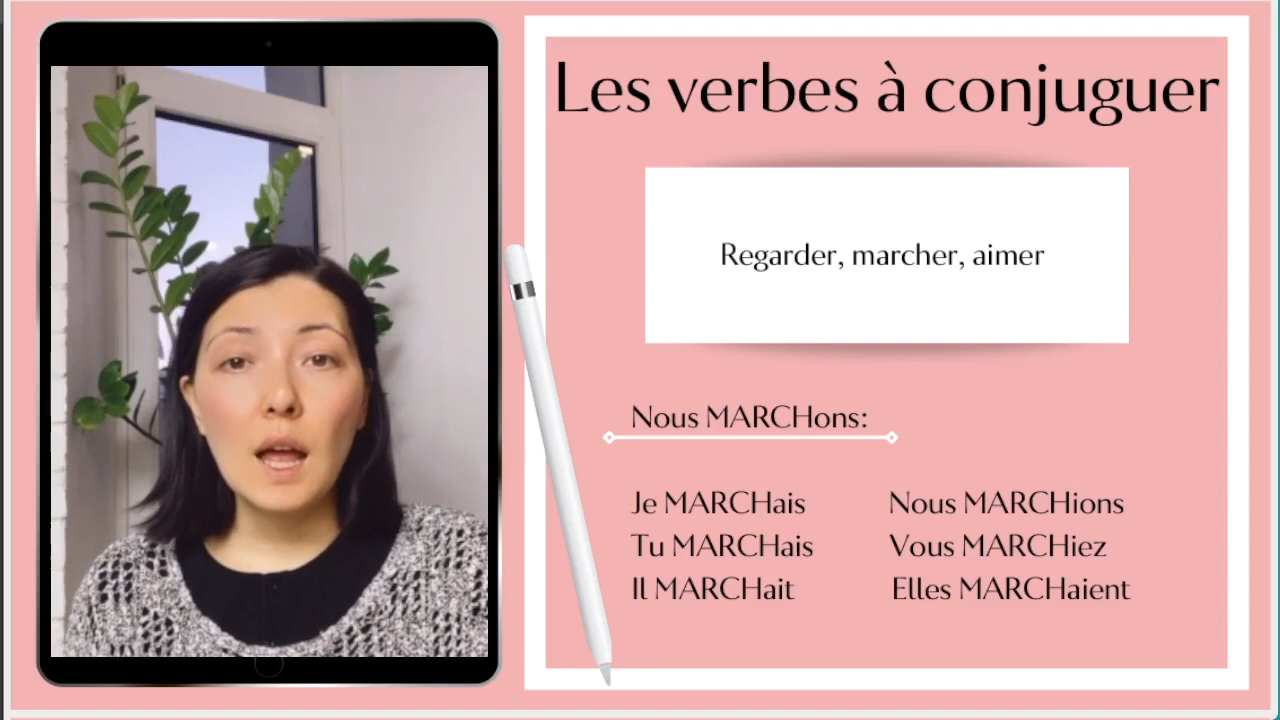 Les verbes à conjuguer
Regarder, marcher, aimer
Nous MARCHons:
Je MARCHais
Tu MARCHais
Il MARCHait
Nous MARCHions
Vous MARCHiez
Elles MARCHaient